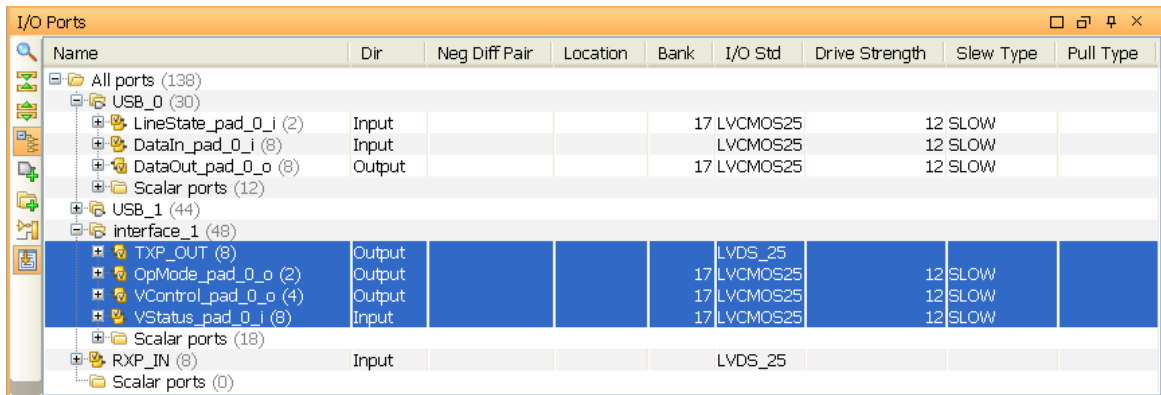 I/O Ports
Name Dir Neg Diff Pair Location Bank I/O Std Drive Strength Slew Type Pull Type
All ports (138)
USB_0 (30)
LineState_pad_0_i (2) Input 17 LVCMOS25 12 SLOW
DataIn_pad_0_i (8) Input LVCMOS25 12 SLOW
DataOut_pad_0_o (8) Output 17 LVCMOS25 12 SLOW
Scalar ports (12)
USB_1 (44)
interface_1 (48)
TXP_OUT (8) Output LVDS_25
OpMode_pad_0_o (2) Output 17 LVCMOS25 12 SLOW
VControl_pad_0_o (4) Output 17 LVCMOS25 12 SLOW
VStatus_pad_0_i (8) Input 17 LVCMOS25 12 SLOW
Scalar ports (18)
RXP_IN (8) Input LVDS_25
Scalar ports (0)